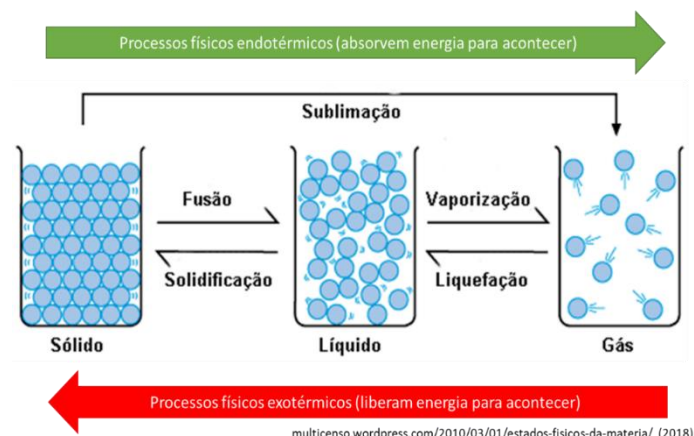 Processos físicos endotérmicos (absorvem energia para acontecer)
Sublimação
Fusão
Vaporização
Solidificação
Liquefação
Sólido
Líquido
Gás
Processos físicos exotérmicos (liberam energia para acontecer)
multicenso.wordpress.com/2010/03/01/estados-fisicos-da-materia/ (2018)